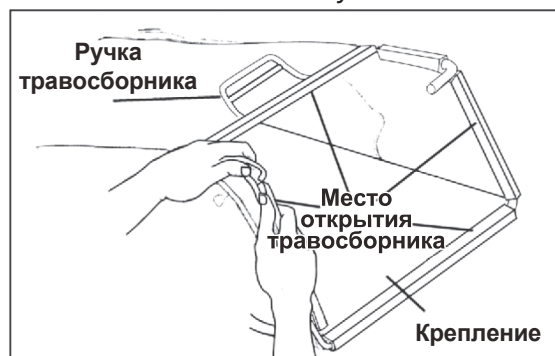 Ручка
травосборника
Место
открытия
травосборника
Крепление